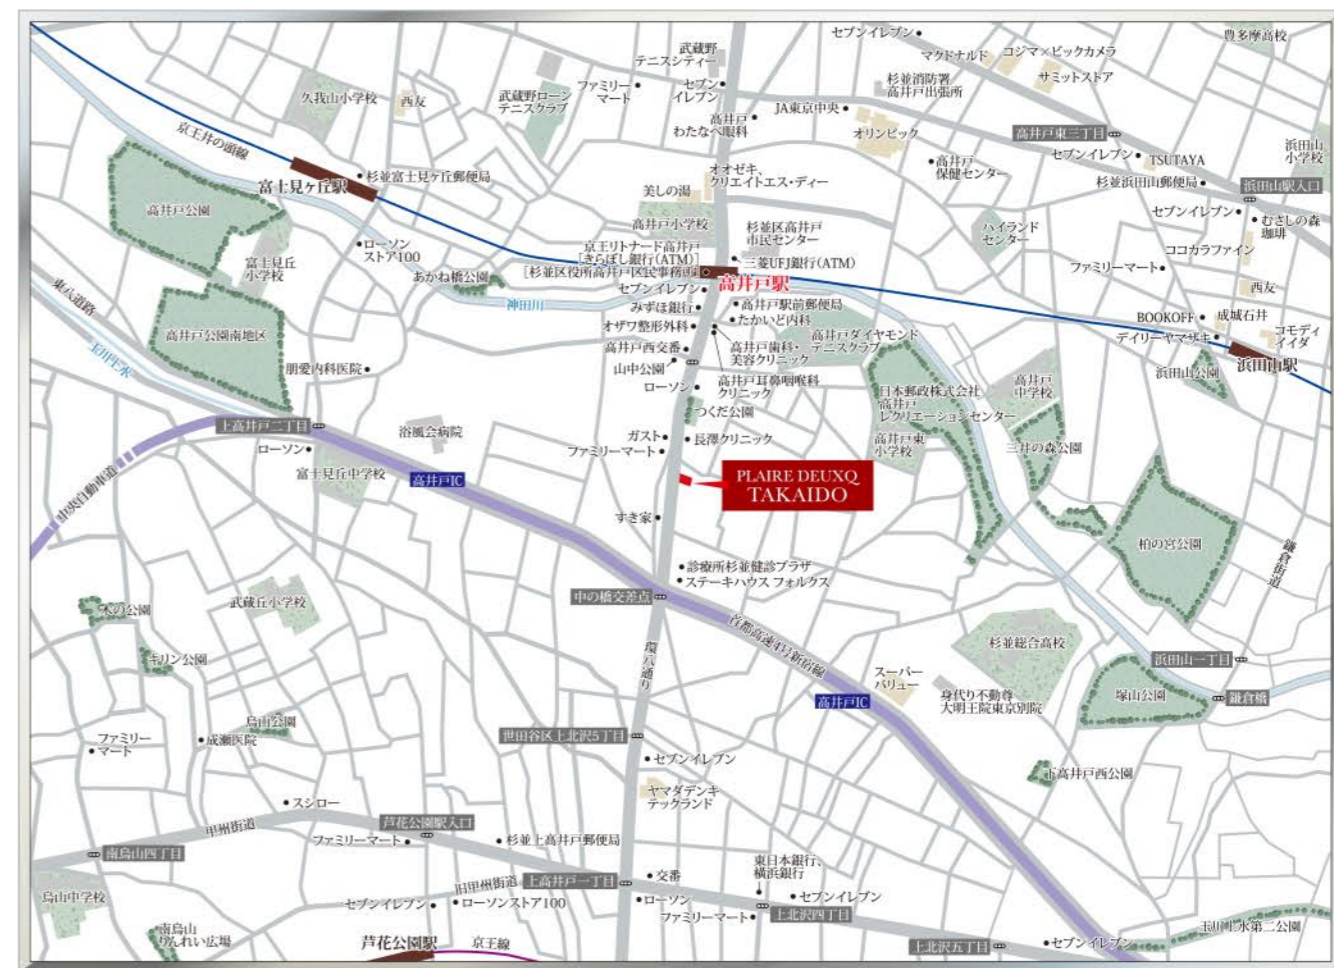 セブンイレブン
豊多摩高校
武蔵野
テニスシティー
マクドナルド
コジマ×ビックカメラ
サミットストア
久我山小学校
西友
武蔵野ローン
テニスクラブ
ファミリー
マート
セブン
イレブン
杉並消防署
高井戸出張所
JA東京中央
高井戸
わたなべ眼科
オリンピック
高井戸東三丁目
浜田山
小学校
京王井の頭線
セブンイレブン
TSUTAYA
高井戸
保健センター
杉並富士見ヶ丘郵便局
富士見ヶ丘駅
オオゼキ、
クリエイトエス・ディー
美しの湯
杉並浜田山郵便局
浜田山駅入口
高井戸公園
高井戸小学校
杉並区高井戸
市民センター
ハイランド
センター
セブンイレブン
むさしの森
珈琲
ローソン
ストア100
京王リトナード高井戸
[きらぼし銀行(ATM)]
[杉並区役所高井戸区民事務所]
三菱UFJ銀行(ATM)
ココカラファイン
富士見丘
小学校
あかね橋公園
高井戸駅
ファミリーマート
東八道路
セブンイレブン
西友
神田川
みずほ銀行
高井戸駅前郵便局
たかいど内科
BOOKOFF
成城石井
高井戸公園南地区
オザワ整形外科
高井戸ダイヤモンド
テニスクラブ
デイリーヤマザキ
コモディ
イイダ
玉川上水
高井戸西交番
高井戸歯科・
美容クリニック
浜田山駅
朋愛内科医院
山中公園
浜田山公園
ローソン
高井戸耳鼻咽喉科
クリニック
日本郵政株式会社
高井戸
レクリエーションセンター
高井戸
中学校
つくだ公園
上高井戸二丁目
浴風会病院
ガスト
長澤クリニック
高井戸東
小学校
三井の森公園
ローソン
ファミリーマート
富士見丘中学校
高井戸IC
PLAIRE DEUXQ
TAKAIDO
中央自動車道
すき家
柏の宮公園
鎌倉街道
診療所杉並健診プラザ
ステーキハウス フォルクス
中の橋交差点
武蔵丘小学校
木の公園
首都高速4号新宿線
環八通り
杉並総合高校
キリン公園
浜田山一丁目
スーパー
バリュー
高井戸IC
身代り不動尊
大明王院東京別院
塚山公園
鎌倉橋
烏山公園
ファミリー
マート
成瀬医院
世田谷区上北沢5丁目
セブンイレブン
下高井戸西公園
ヤマダデンキ
テックランド
スシロー
甲州街道
芦花公園駅入口
ファミリーマート
杉並上高井戸郵便局
南烏山四丁目
東日本銀行、
横浜銀行
烏山中学校
旧甲州街道
上高井戸一丁目
交番
セブンイレブン
ローソンストア100
ローソン
セブンイレブン
ファミリーマート
上北沢四丁目
南烏山
りんれい広場
芦花公園駅
京王線
上北沢五丁目
セブンイレブン
玉川上水第二公園